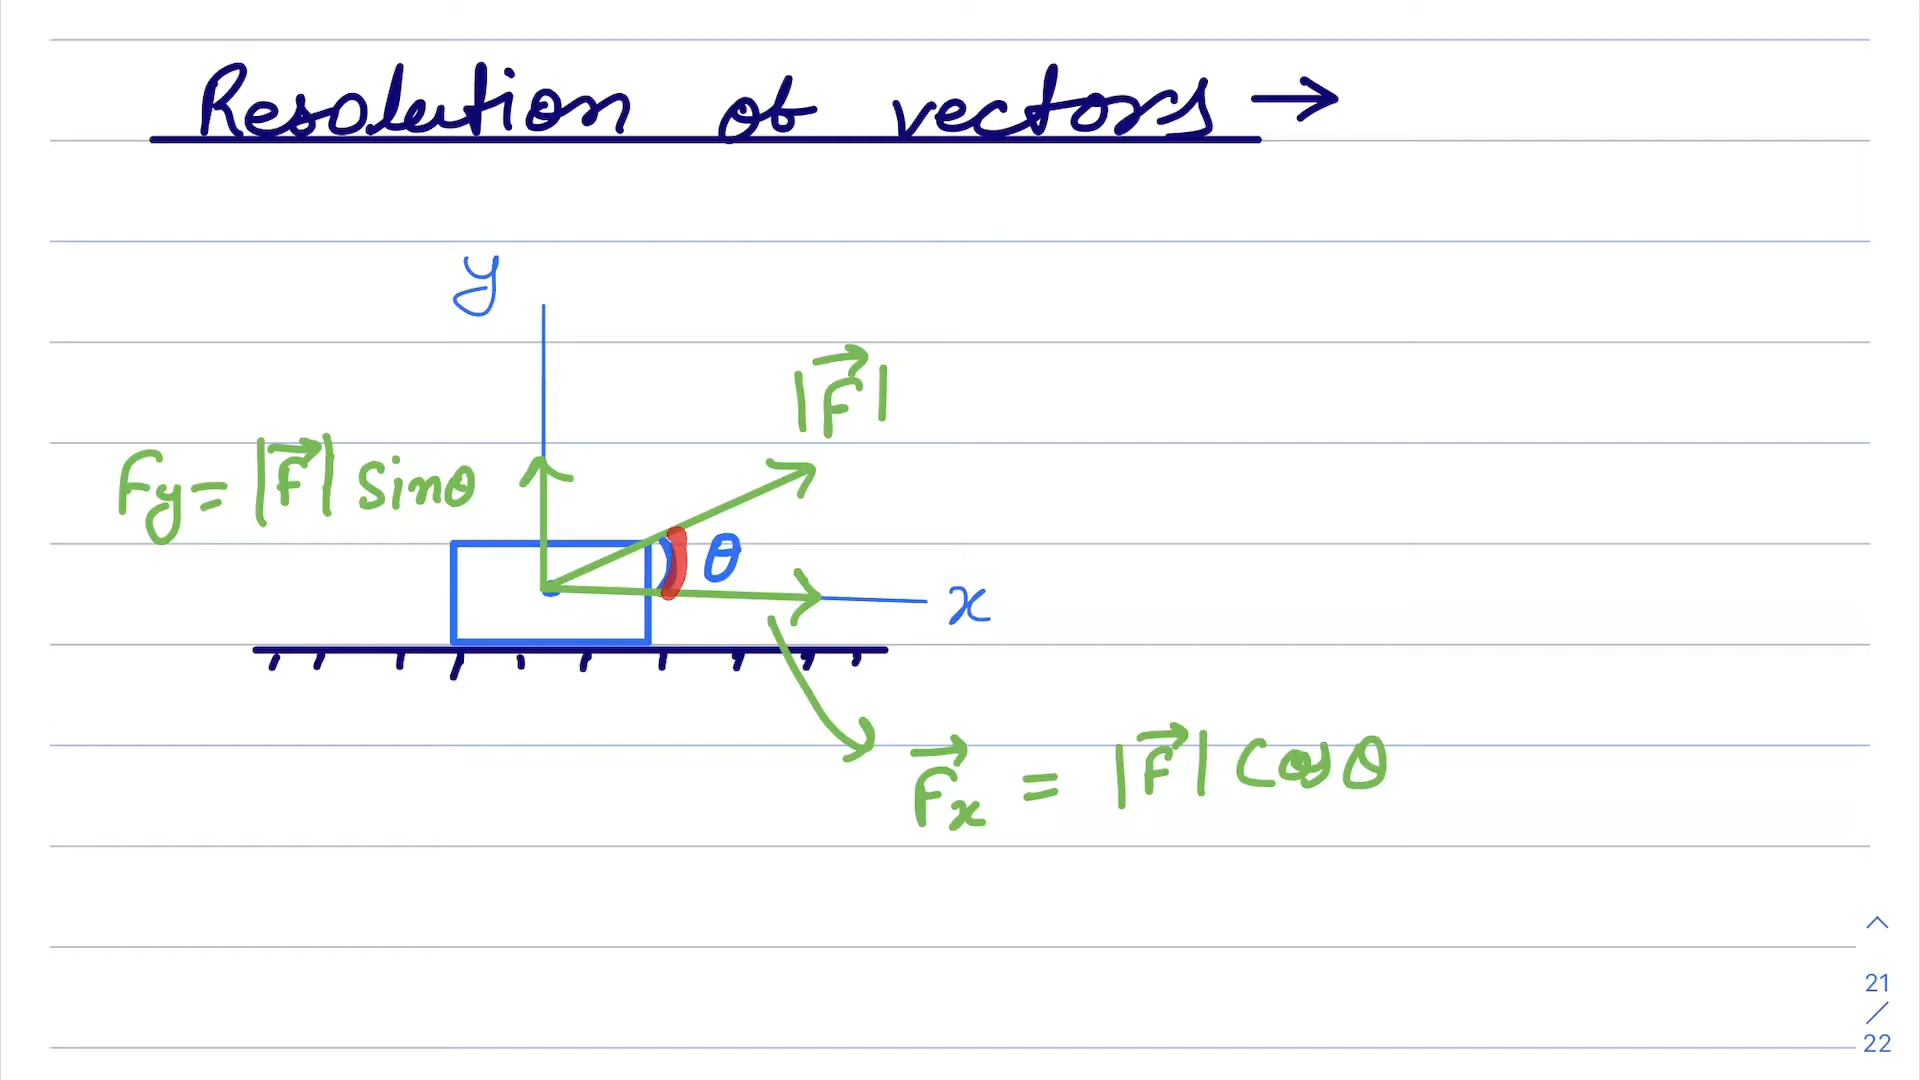 Resolution of vectors →
y
|F⃗|
Fy = |F⃗| Sinθ
θ
x
F⃗x = |F⃗| Cosθ
21
/
22